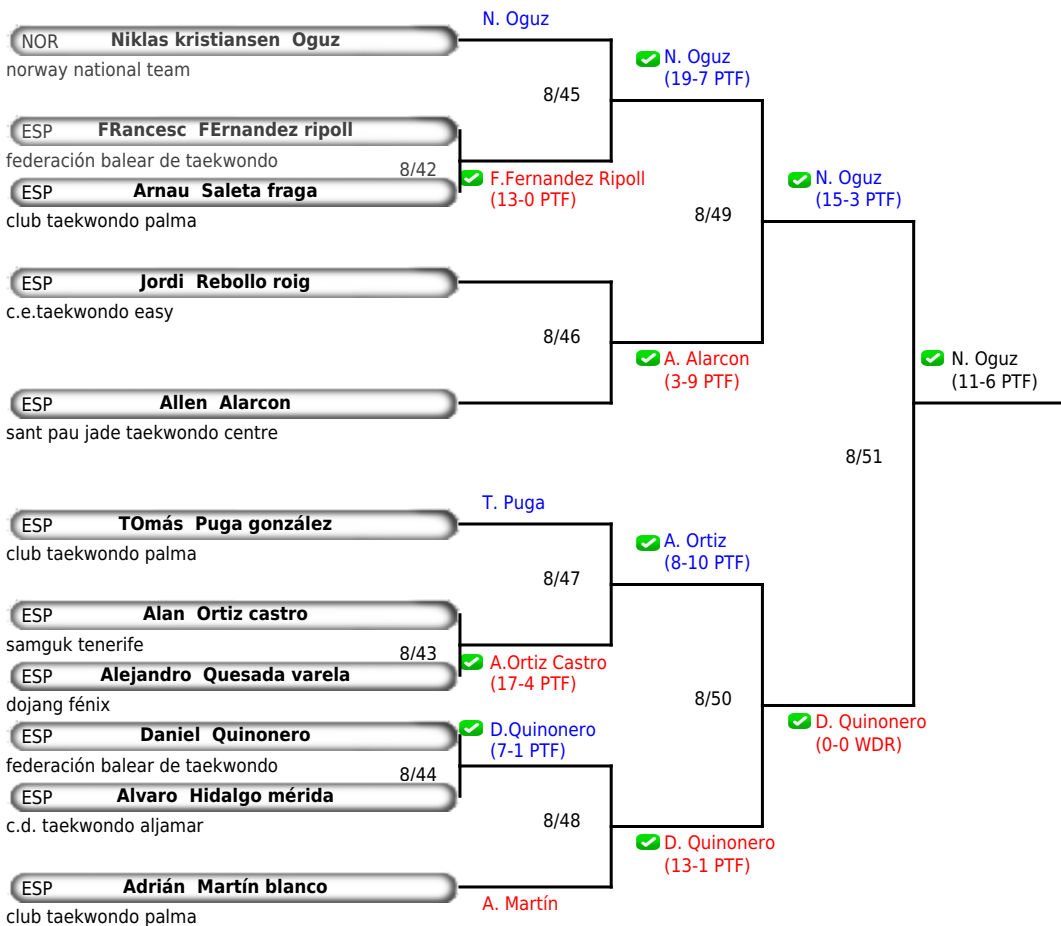 N. Oguz
NOR Niklas kristiansen Oguz
norway national team
N. Oguz
(19-7 PTF)
8/45
ESP FRancesc FErnandez ripoll
federación balear de taekwondo
8/42
F.Fernandez Ripoll
(13-0 PTF)
ESP Arnau Saleta fraga
club taekwondo palma
N. Oguz
(15-3 PTF)
8/49
ESP Jordi Rebollo roig
c.e.taekwondo easy
8/46
A. Alarcon
(3-9 PTF)
N. Oguz
(11-6 PTF)
ESP Allen Alarcon
sant pau jade taekwondo centre
8/51
T. Puga
ESP TOmás Puga gonzález
club taekwondo palma
A. Ortiz
(8-10 PTF)
8/47
ESP Alan Ortiz castro
samguk tenerife
8/43
A.Ortiz Castro
(17-4 PTF)
ESP Alejandro Quesada varela
dojang fénix
8/50
D. Quinonero
(0-0 WDR)
D.Quinonero
(7-1 PTF)
ESP Daniel Quinonero
federación balear de taekwondo
8/44
ESP Alvaro Hidalgo mérida
c.d. taekwondo aljamar
8/48
D. Quinonero
(13-1 PTF)
ESP Adrián Martín blanco
A. Martín
club taekwondo palma